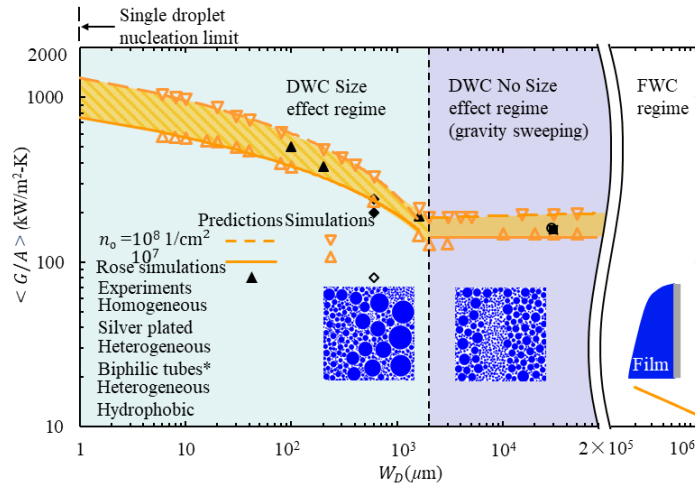 Single droplet
nucleation limit
2000
1000
100
10
< G/A > (kW/m²-K)
DWC Size
effect regime
DWC No Size
effect regime
(gravity sweeping)
FWC
regime
Predictions Simulations
nₒ =10⁸ 1/cm²
10⁷
Rose simulations
Experiments
Homogeneous
Silver plated
Heterogeneous
Biphilic tubes*
Heterogeneous
Hydrophobic
Film
1 10 10² 10³ 10⁴ 2×10⁵ 10⁶
W_D(μm)